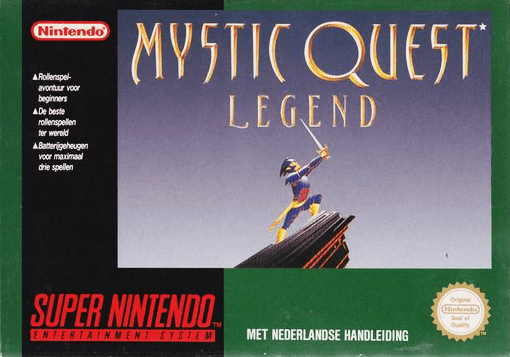 Nintendo
▲Rollenspel-
avontuur voor
beginners
▲De beste
rollenspellen
ter wereld
▲Batterijgeheugen
voor maximaal
drie spellen
MYSTIC QUEST*
LEGEND
SUPER NINTENDO™
ENTERTAINMENT SYSTEM
MET NEDERLANDSE HANDLEIDING
Original
Nintendo
Seal of
Quality